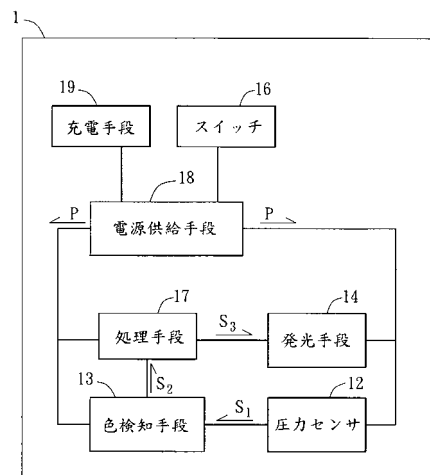 1
19
16
充電手段
スイッチ
18
P
P
電源供給手段
17
14
処理手段
S3
発光手段
13
S2
12
色検知手段
S1
圧力センサ